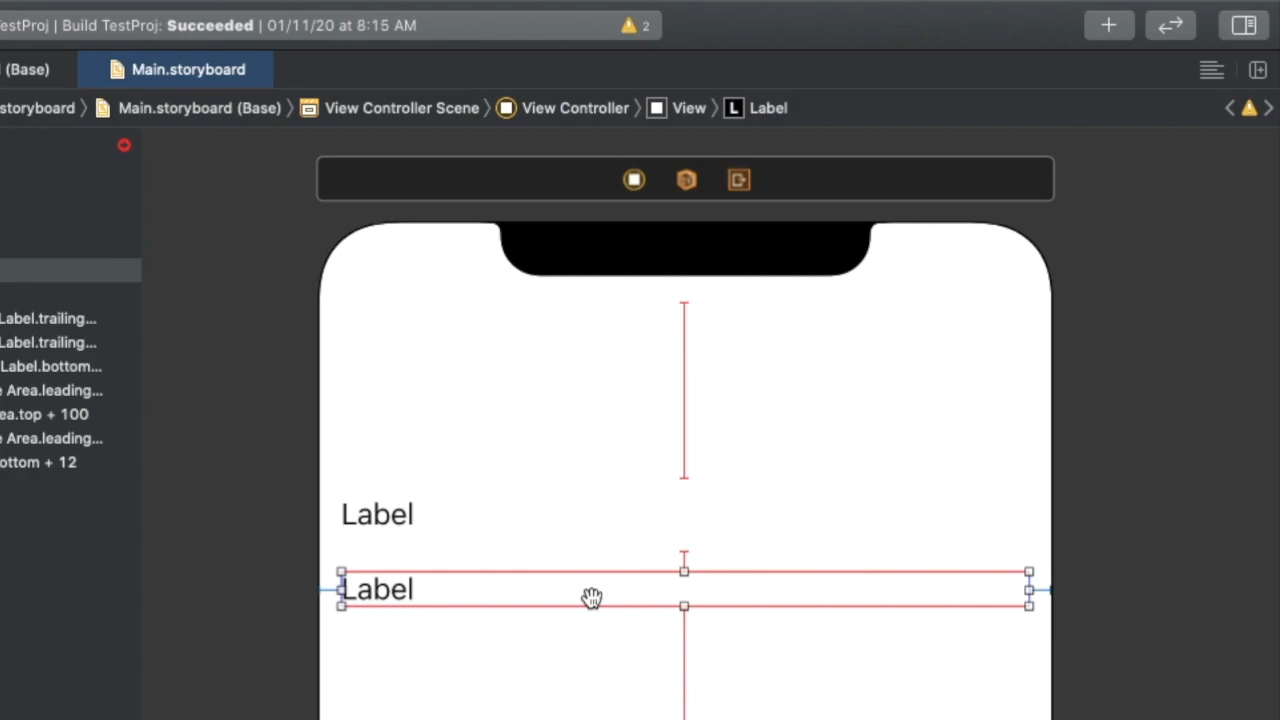 estProj | Build TestProj: Succeeded | 01/11/20 at 8:15 AM 2
(Base) Main.storyboard
storyboard Main.storyboard (Base) View Controller Scene View Controller View L Label
Label.trailing...
Label.trailing...
Label.bottom...
e Area.leading...
ea.top + 100
e Area.leading...
ottom + 12
Label
Label